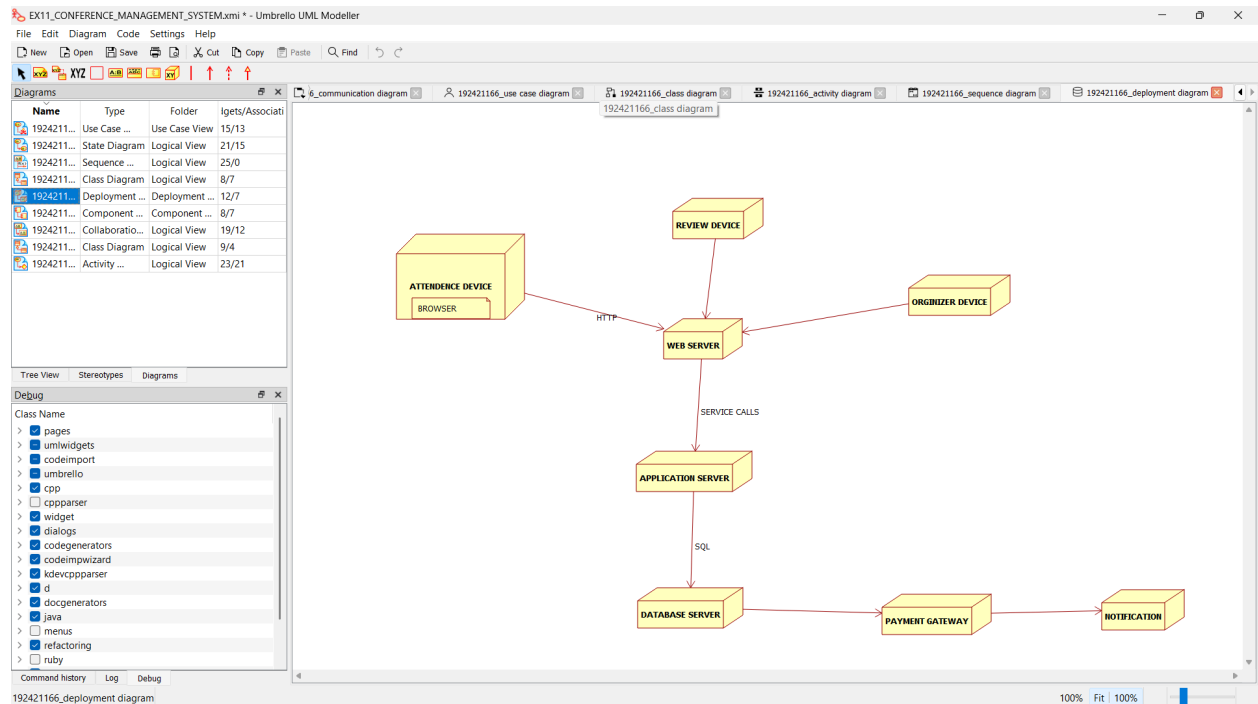 EX11_CONFERENCE_MANAGEMENT_SYSTEM.xmi * - Umbrello UML Modeller
File Edit Diagram Code Settings Help
New Open Save Cut Copy Paste Find
XYZ XYZ A:B ABC XY
Diagrams
6_communication diagram 192421166_use case diagram 192421166_class diagram 192421166_activity diagram 192421166_sequence diagram 192421166_deployment diagram
192421166_class diagram
Name Type Folder lgets/Associati
1924211... Use Case ... Use Case View 15/13
1924211... State Diagram Logical View 21/15
1924211... Sequence ... Logical View 25/0
1924211... Class Diagram Logical View 8/7
1924211... Deployment ... Deployment ... 12/7
1924211... Component ... Component ... 8/7
1924211... Collaboratio... Logical View 19/12
1924211... Class Diagram Logical View 9/4
1924211... Activity ... Logical View 23/21
Tree View Stereotypes Diagrams
Debug
Class Name
pages
umlwidgets
codeimport
umbrello
cpp
cppparser
widget
dialogs
codegenerators
codeimpwizard
kdevcppparser
d
docgenerators
java
menus
refactoring
ruby
Command history Log Debug
192421166_deployment diagram
REVIEW DEVICE
ATTENDENCE DEVICE
BROWSER
ORGINIZER DEVICE
HTTP
WEB SERVER
SERVICE CALLS
APPLICATION SERVER
SQL
DATABASE SERVER
PAYMENT GATEWAY
NOTIFICATION
100% Fit 100%